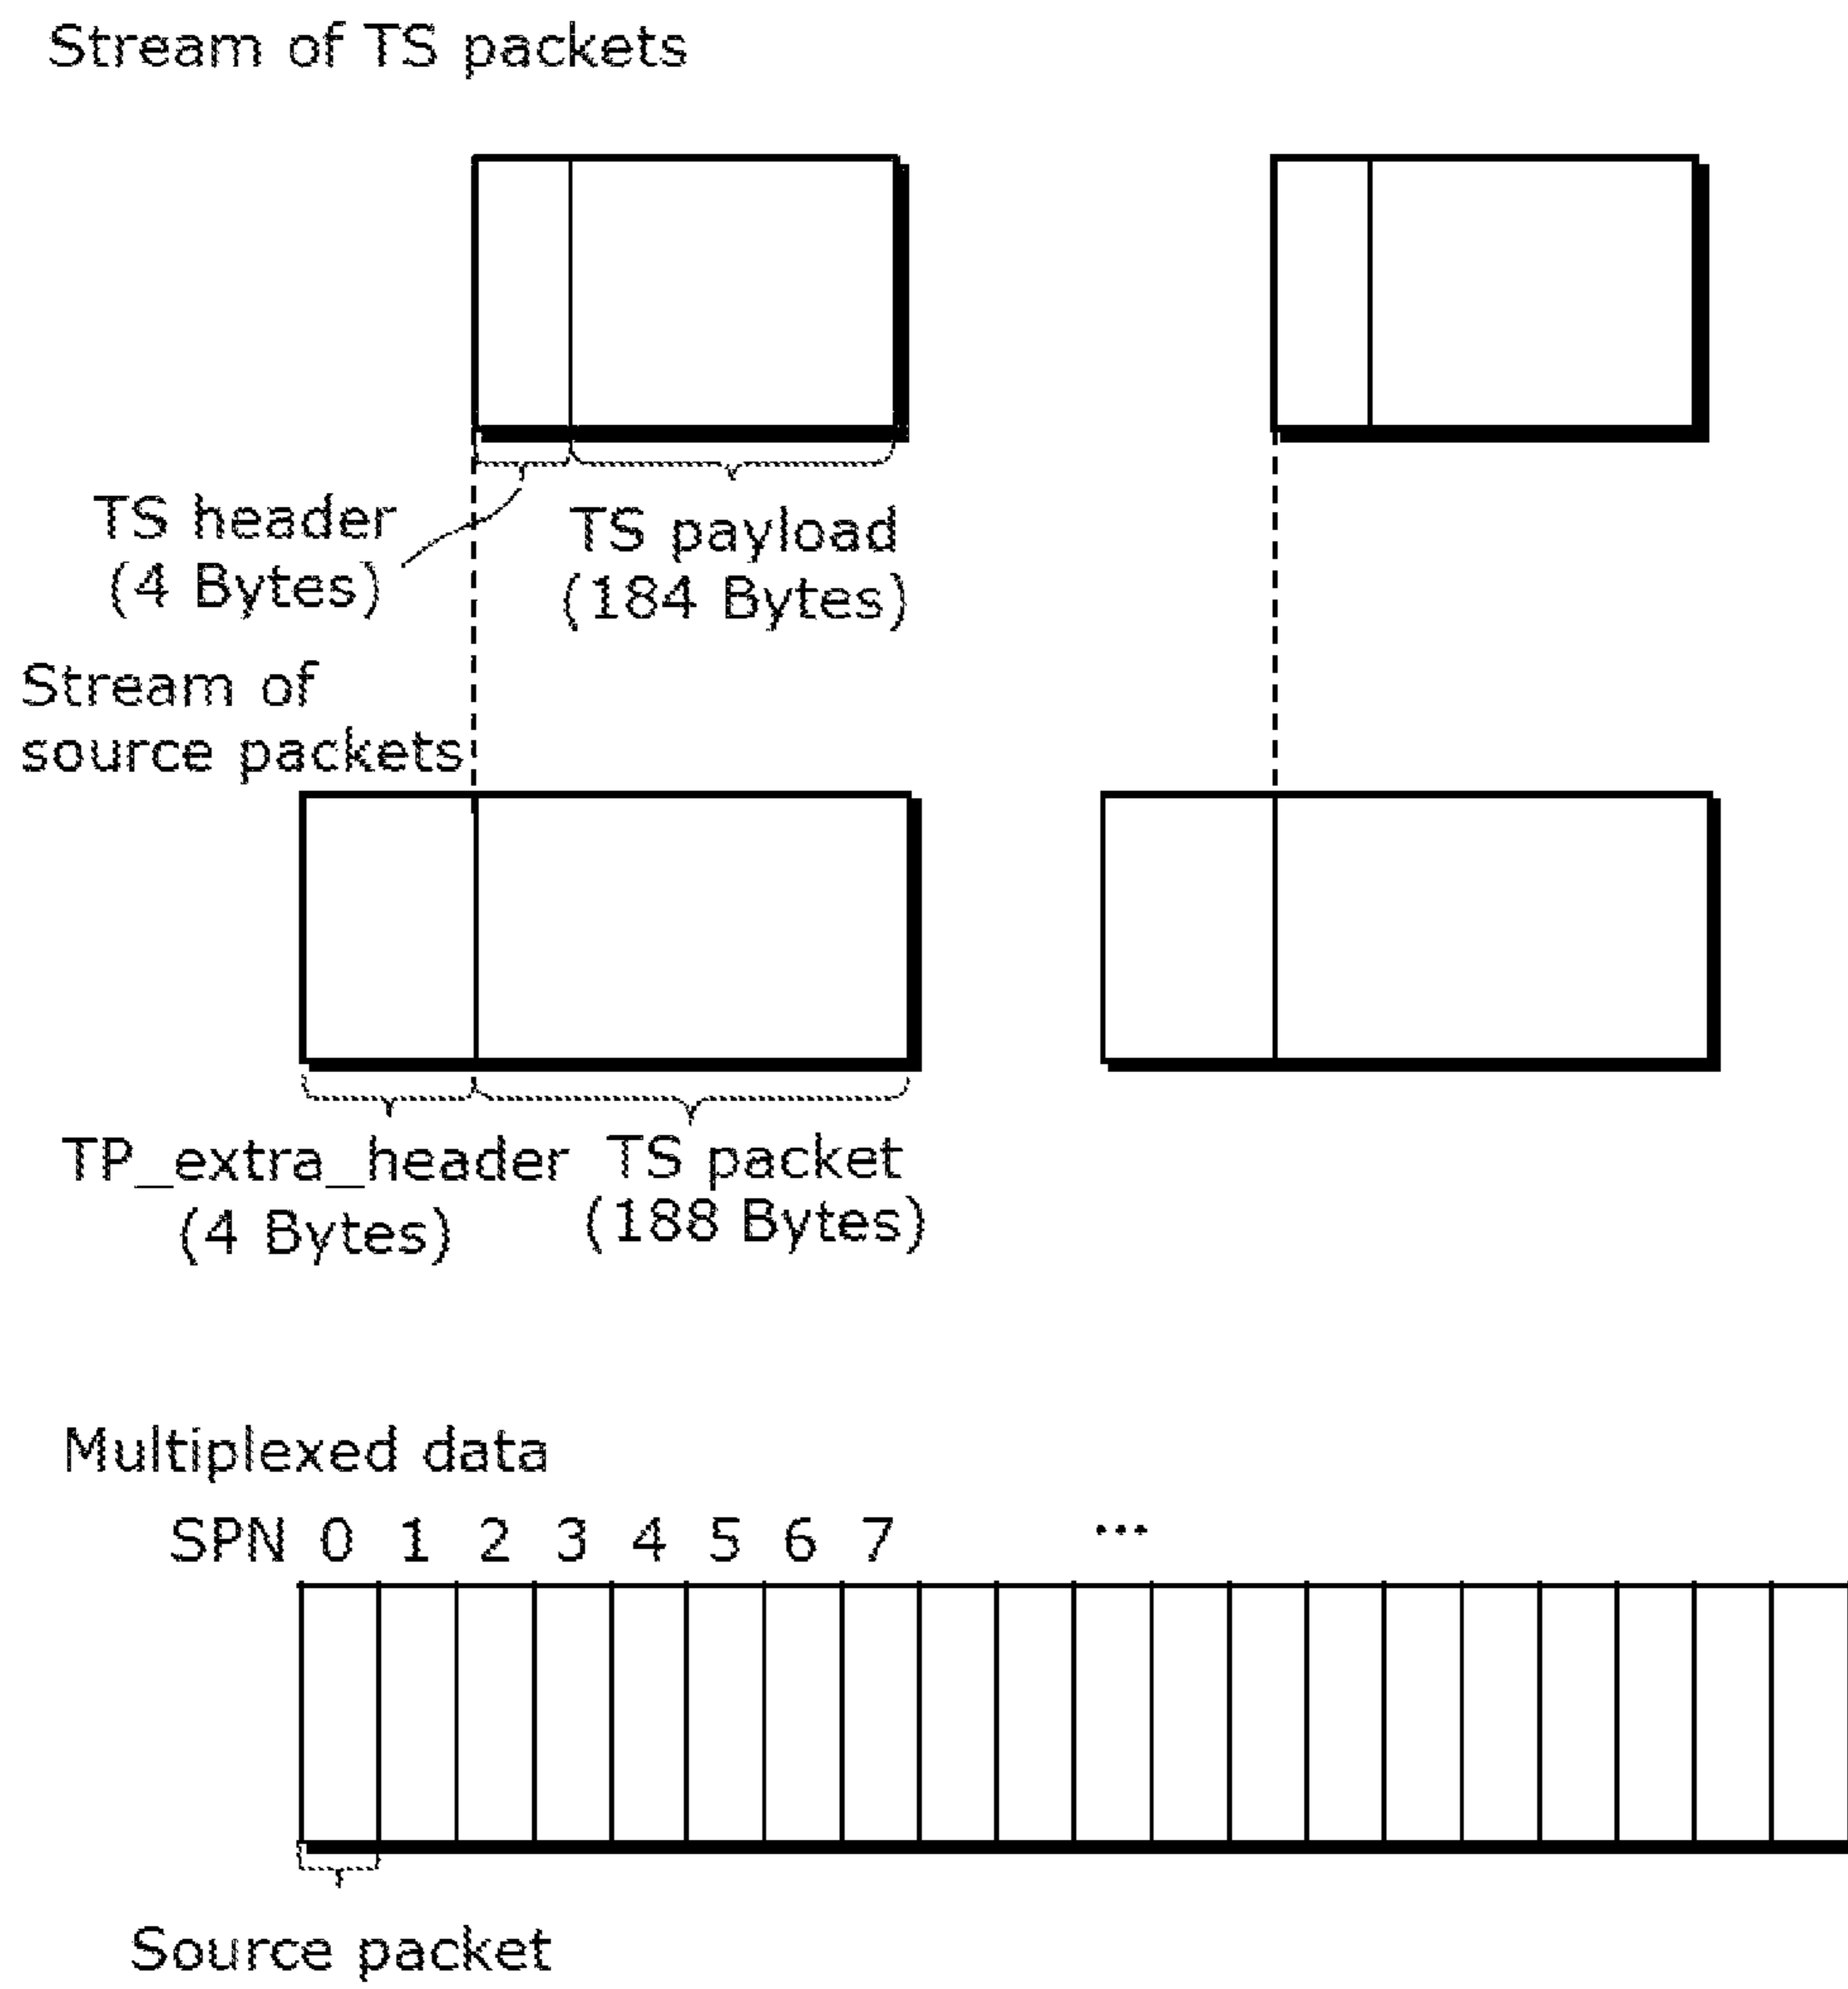 Stream of TS packets
TS header
(4 Bytes)
TS payload
(184 Bytes)
Stream of
source packets
TP_extra_header
(4 Bytes)
TS packet
(188 Bytes)
Multiplexed data
SPN 0 1 2 3 4 5 6 7 ...
Source packet